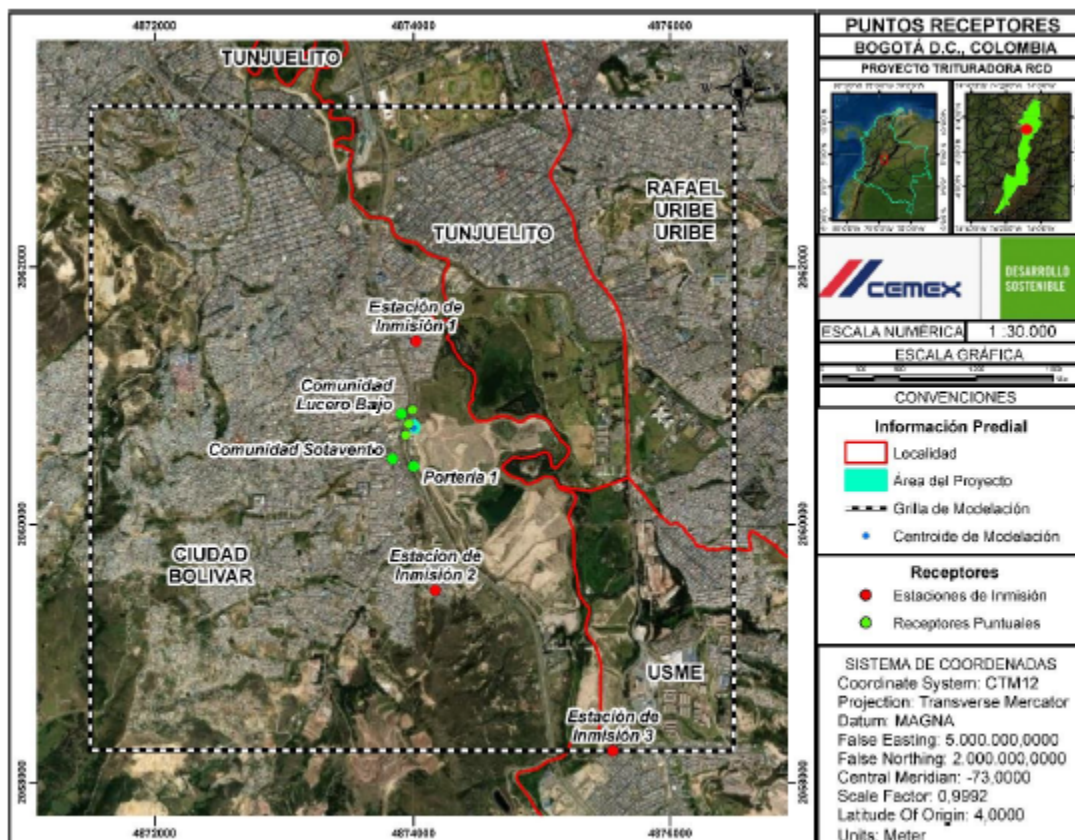 4872000
4874000
4876000
TUNJUELITO
RAFAEL
URIBE
URIBE
TUNJUELITO
2062000
2062000
Estación de
Inmisión 1
Comunidad
Lucero Bajo
Comunidad Sotavento
Portería 1
2060000
2060000
CIUDAD
BOLIVAR
Estacion de
Inmisión 2
USME
Estación de
Inmisión 3
2058000
2058000
4872000
4874000
4876000
PUNTOS RECEPTORES
BOGOTÁ D.C., COLOMBIA
PROYECTO TRITURADORA RCD
CEMEX
DESARROLLO
SOSTENIBLE
ESCALA NUMÉRICA 1 :30.000
ESCALA GRÁFICA
CONVENCIONES
Información Predial
Localidad
Área del Proyecto
Grilla de Modelación
Centroide de Modelación
Receptores
Estaciones de Inmisión
Receptores Puntuales
SISTEMA DE COORDENADAS
Coordinate System: CTM12
Projection: Transverse Mercator
Datum: MAGNA
False Easting: 5.000.000,0000
False Northing: 2.000.000,0000
Central Meridian: -73,0000
Scale Factor: 0,9992
Latitude Of Origin: 4,0000
Units: Meter